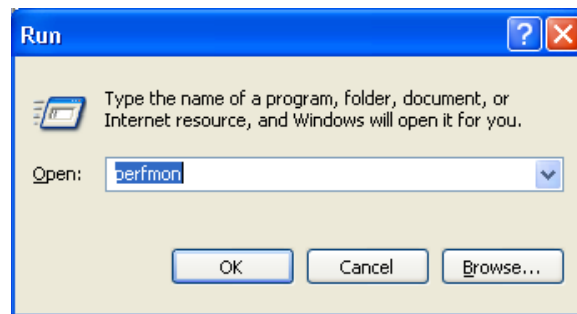 Run
Type the name of a program, folder, document, or
Internet resource, and Windows will open it for you.
Open: perfmon
OK Cancel Browse...